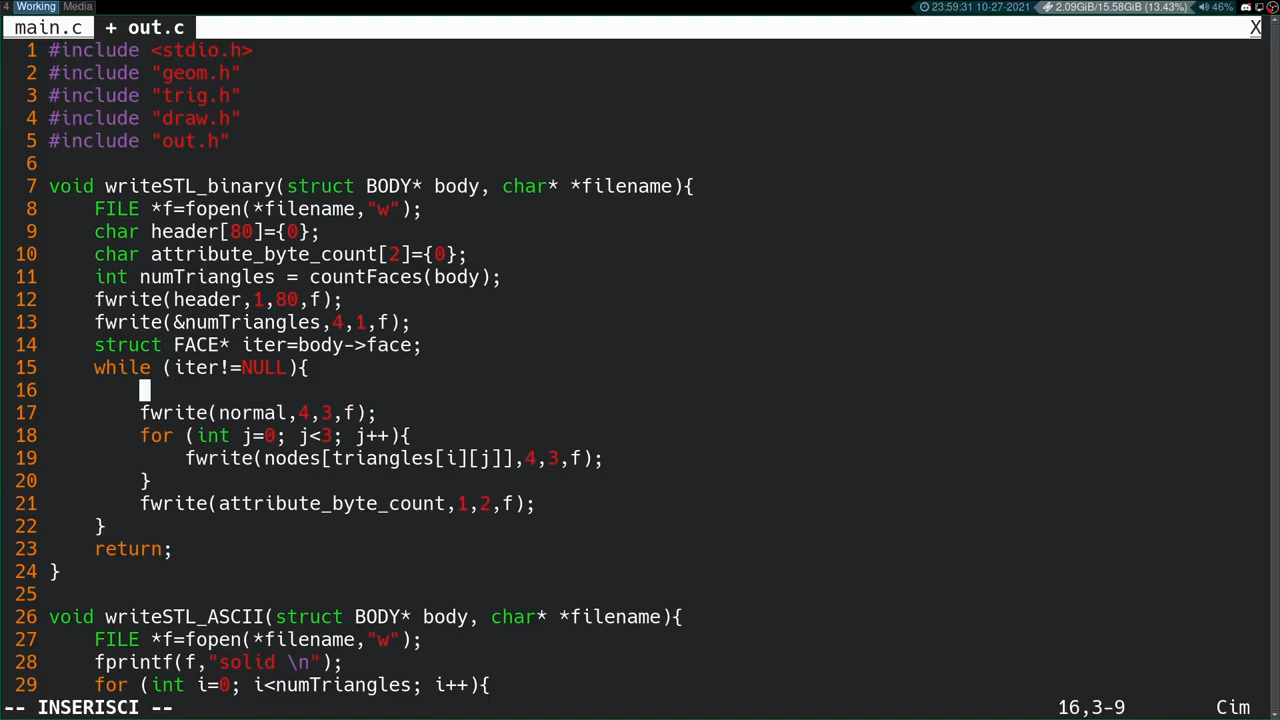 4 Working Media 23:59:31 10-27-2021 2.09GiB/15.58GiB (13.43%) 46%
main.c + out.c X
1 #include <stdio.h>
2 #include "geom.h"
3 #include "trig.h"
4 #include "draw.h"
5 #include "out.h"
6
7 void writeSTL_binary(struct BODY* body, char* *filename){
8 FILE *f=fopen(*filename,"w");
9 char header[80]={0};
10 char attribute_byte_count[2]={0};
11 int numTriangles = countFaces(body);
12 fwrite(header,1,80,f);
13 fwrite(&numTriangles,4,1,f);
14 struct FACE* iter=body->face;
15 while (iter!=NULL){
16
17 fwrite(normal,4,3,f);
18 for (int j=0; j<3; j++){
19 fwrite(nodes[triangles[i][j]],4,3,f);
20 }
21 fwrite(attribute_byte_count,1,2,f);
22 }
23 return;
24 }
25
26 void writeSTL_ASCII(struct BODY* body, char* *filename){
27 FILE *f=fopen(*filename,"w");
28 fprintf(f,"solid \n");
29 for (int i=0; i<numTriangles; i++){
-- INSERISCI -- 16,3-9 Cim